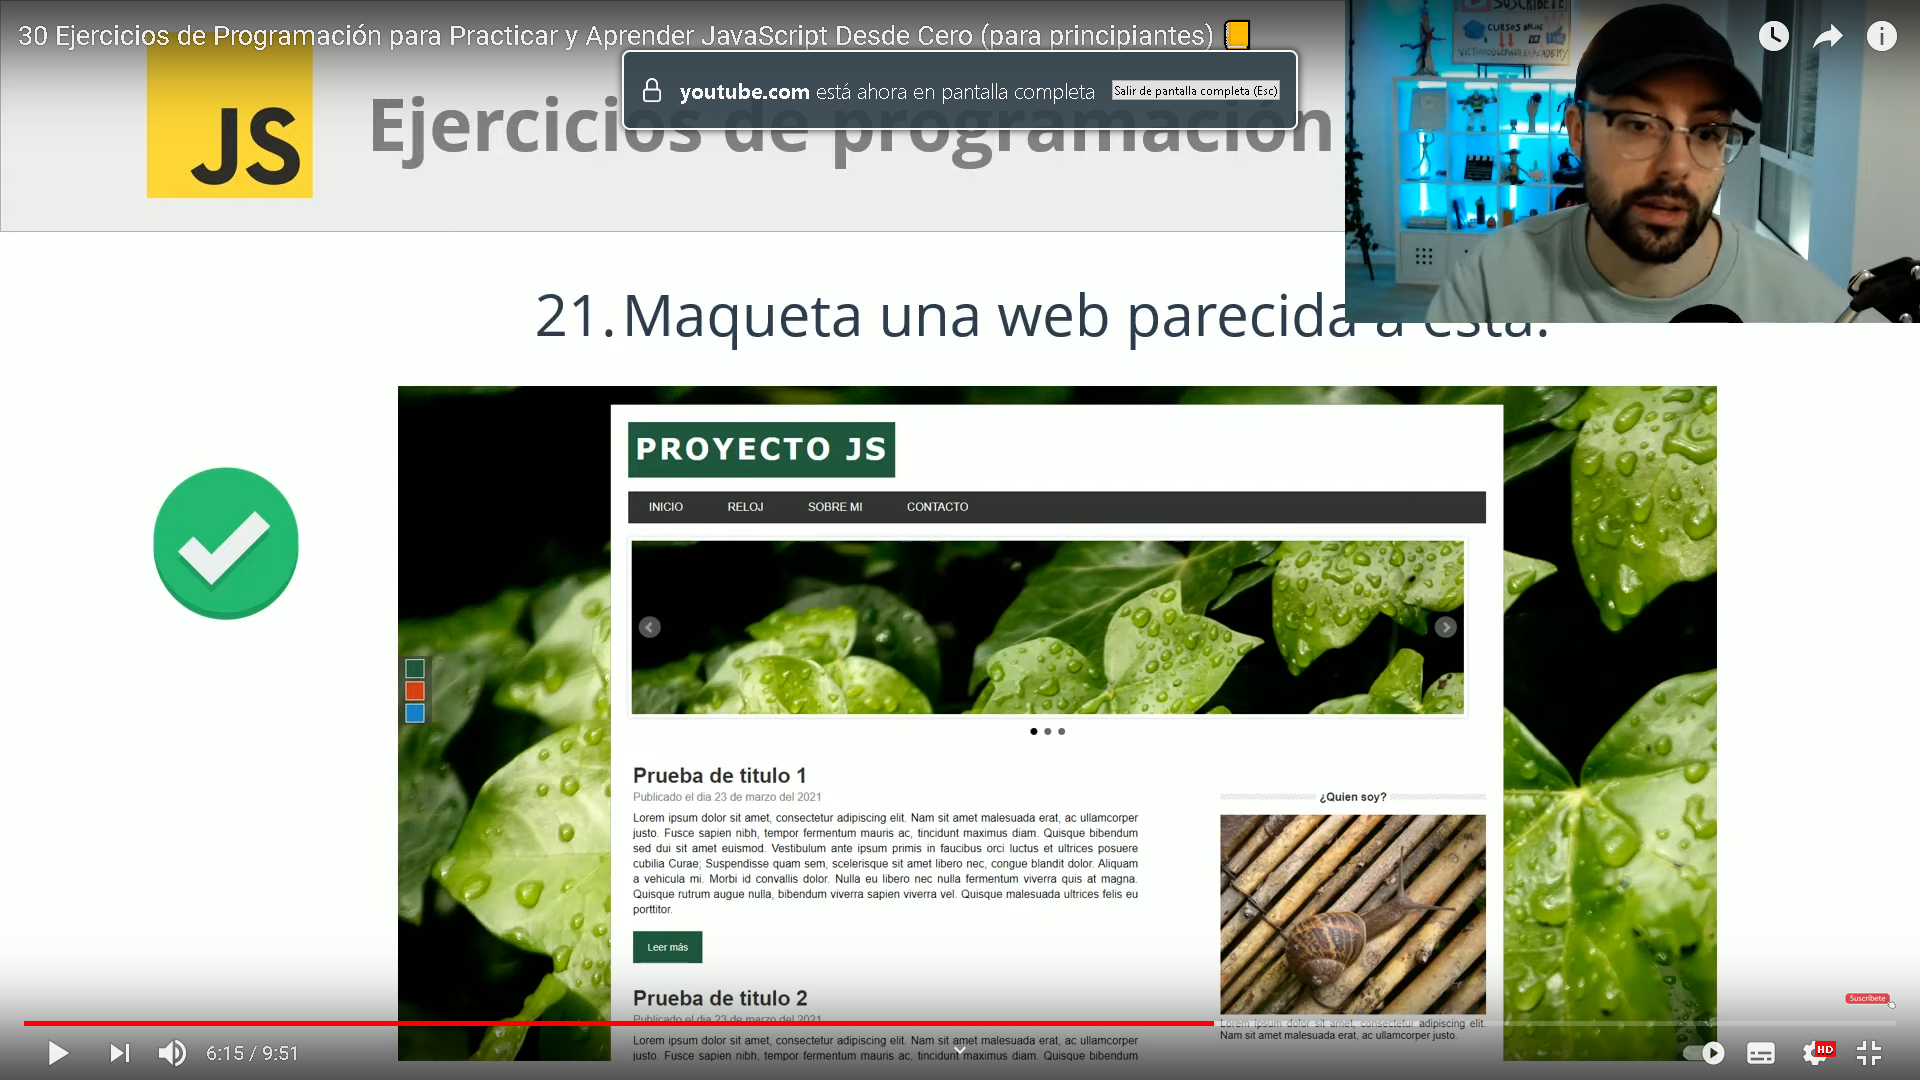 30 Ejercicios de Programación para Practicar y Aprender JavaScript Desde Cero (para principiantes)
youtube.com está ahora en pantalla completa
Salir de pantalla completa (Esc)
JS
Ejercicios de programación
SUSCRÍBETE
CURSOS ONLINE
VICTORROBLESWEB.ES/ACADEMY
21. Maqueta una web parecida a esta:
PROYECTO JS
INICIO RELOJ SOBRE MI CONTACTO
Prueba de titulo 1
Publicado el dia 23 de marzo del 2021
Lorem ipsum dolor sit amet, consectetur adipiscing elit. Nam sit amet malesuada erat, ac ullamcorper
justo. Fusce sapien nibh, tempor fermentum mauris ac, tincidunt maximus diam. Quisque bibendum
sed dui sit amet euismod. Vestibulum ante ipsum primis in faucibus orci luctus et ultrices posuere
cubilia Curae; Suspendisse quam sem, scelerisque sit amet libero nec, congue blandit dolor. Aliquam
a vehicula mi. Morbi id convallis dolor. Nulla eu libero nec nulla fermentum viverra quis at magna.
Quisque rutrum augue nulla, bibendum viverra sapien viverra vel. Quisque malesuada ultrices felis eu
porttitor.
Leer más
¿Quien soy?
Lorem ipsum dolor sit amet, consectetur adipiscing elit.
Nam sit amet malesuada erat, ac ullamcorper justo.
Prueba de titulo 2
Publicado el dia 23 de marzo del 2021
Lorem ipsum dolor sit amet, consectetur adipiscing elit. Nam sit amet malesuada erat, ac ullamcorper
justo. Fusce sapien nibh, tempor fermentum mauris ac, tincidunt maximus diam. Quisque bibendum
Suscríbete
6:15 / 9:51
HD